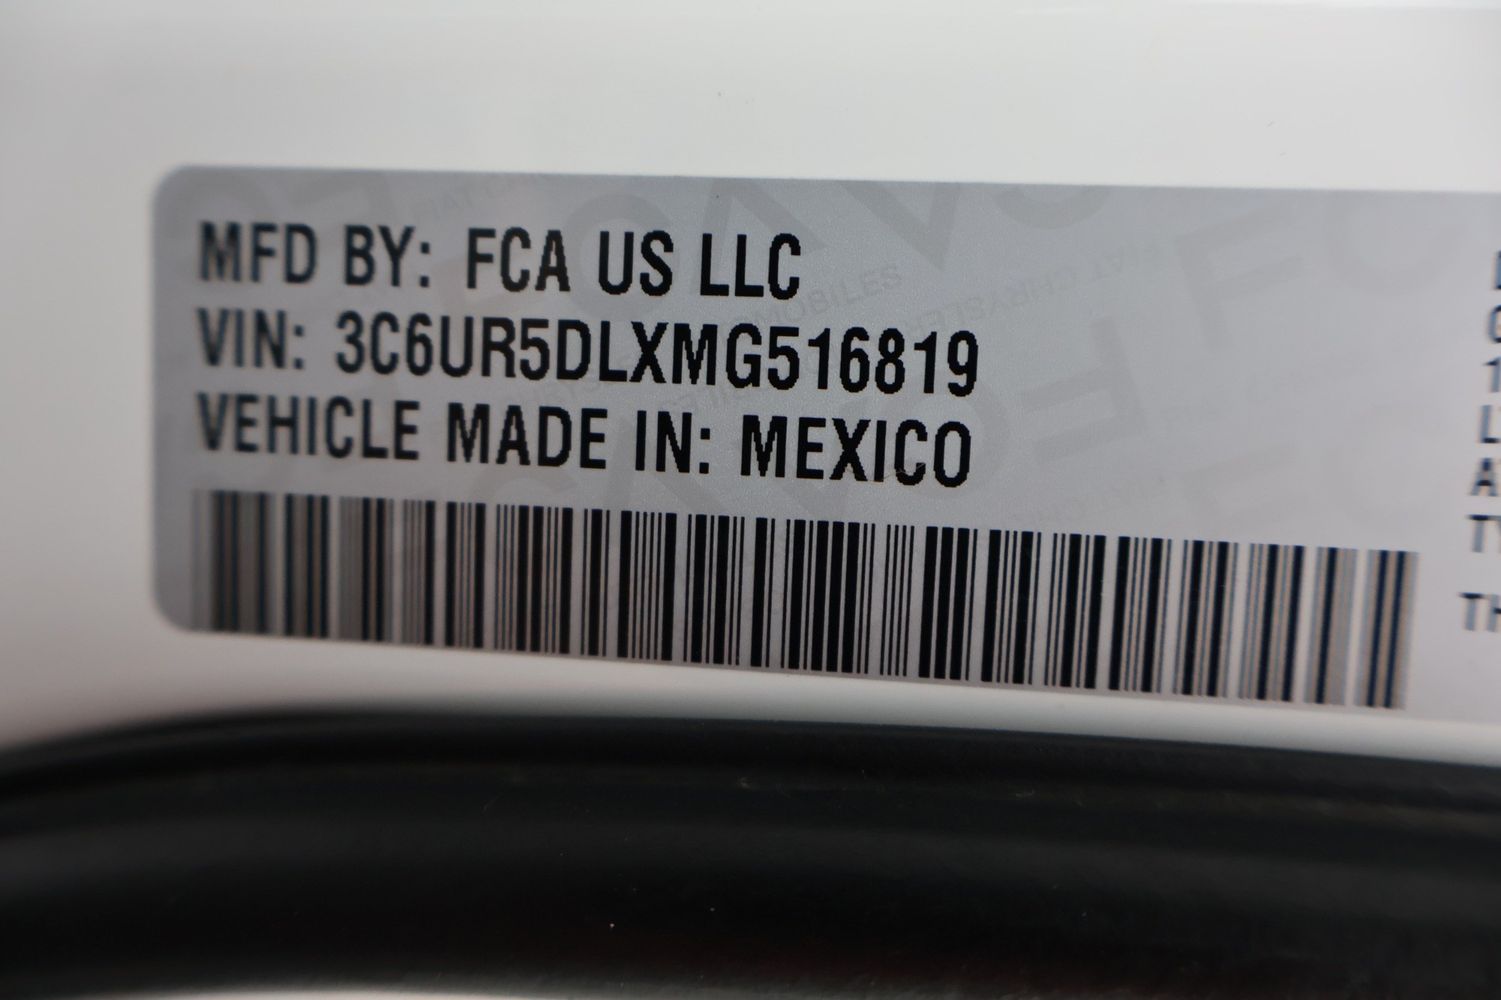 MFD BY: FCA US LLC
VIN: 3C6UR5DLXMG516819
VEHICLE MADE IN: MEXICO